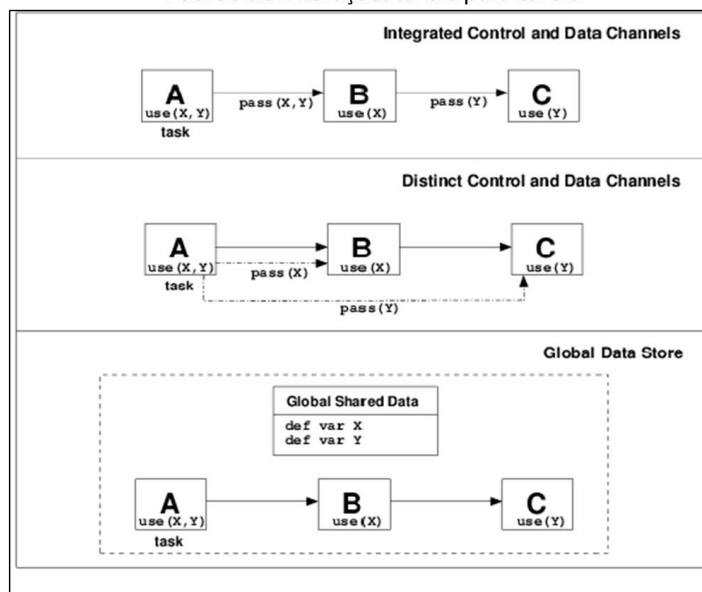 Integrated Control and Data Channels
A B C
use(X,Y) pass(X,Y) use(X) pass(Y) use(Y)
task
Distinct Control and Data Channels
A B C
use(X,Y) pass(X) use(X) use(Y)
task
pass(Y)
Global Data Store
Global Shared Data
def var X
def var Y
A B C
use(X,Y) use(X) use(Y)
task